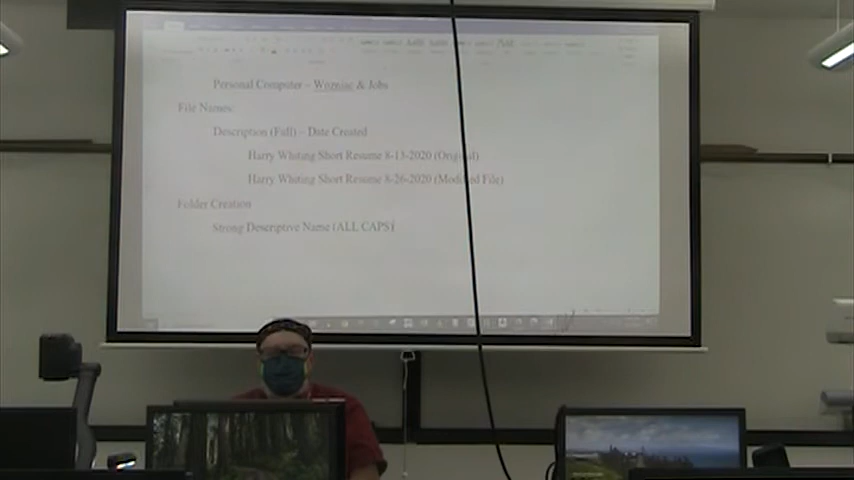 Personal Computer – Wozniac & Jobs
File Names:
Description (Full) – Date Created
Harry Whiting Short Resume 8-13-2020 (Original)
Harry Whiting Short Resume 8-26-2020 (Modified File)
Folder Creation
Strong Descriptive Name (ALL CAPS)